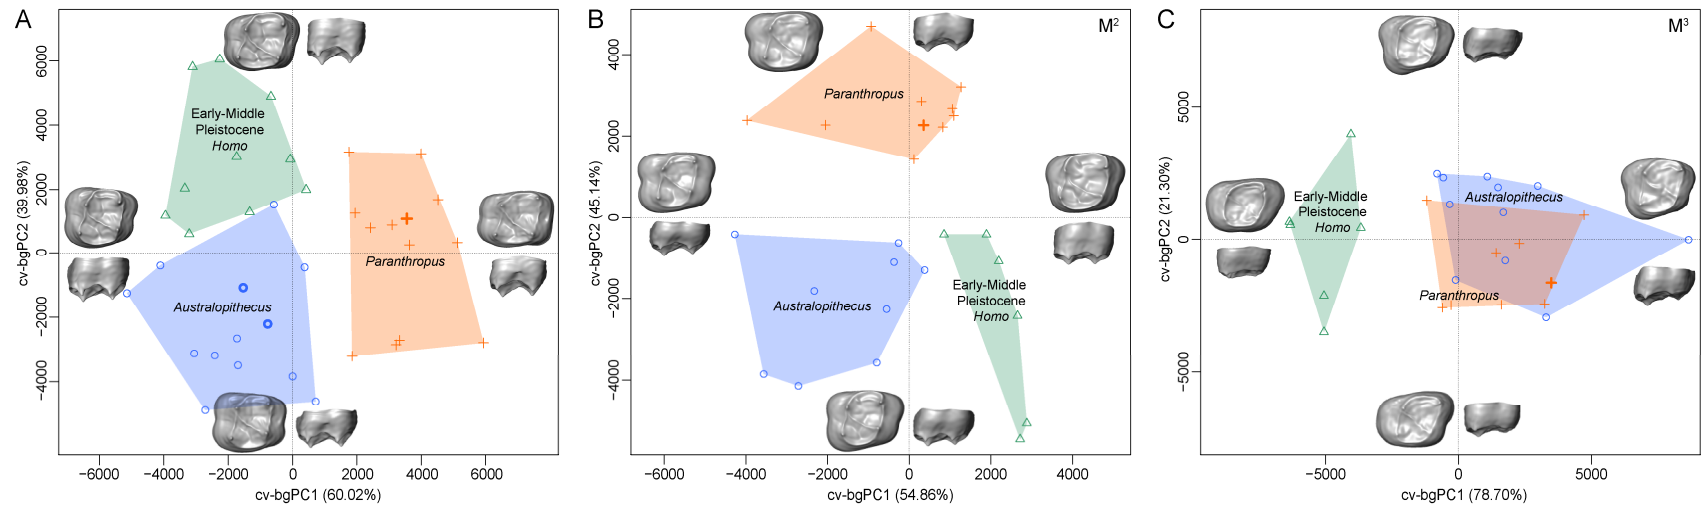 A
Early-Middle
Pleistocene
Homo
Paranthropus
Australopithecus
cv-bgPC2 (39.98%)
6000
4000
2000
0
−2000
−4000
−6000
−4000
−2000
0
2000
4000
6000
cv-bgPC1 (60.02%)
B
M²
Paranthropus
Australopithecus
Early-Middle
Pleistocene
Homo
cv-bgPC2 (45.14%)
4000
2000
0
−2000
−4000
−6000
−4000
−2000
0
2000
4000
cv-bgPC1 (54.86%)
C
M³
Early-Middle
Pleistocene
Homo
Australopithecus
Paranthropus
cv-bgPC2 (21.30%)
5000
0
−5000
−5000
0
5000
cv-bgPC1 (78.70%)